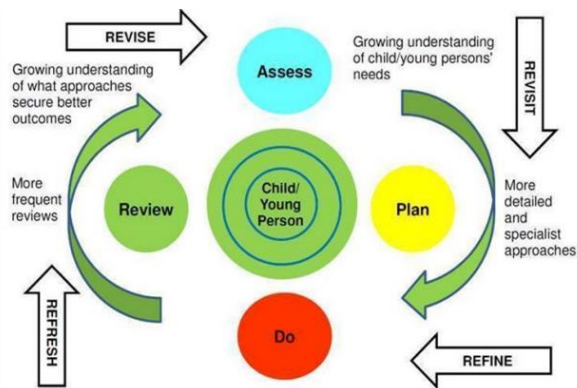 REVISE
Growing understanding
of what approaches
secure better
outcomes
Assess
Growing understanding
of child/young persons'
needs
REVISIT
More
frequent
reviews
Review
Child/
Young
Person
Plan
More
detailed
and
specialist
approaches
REFRESH
Do
REFINE